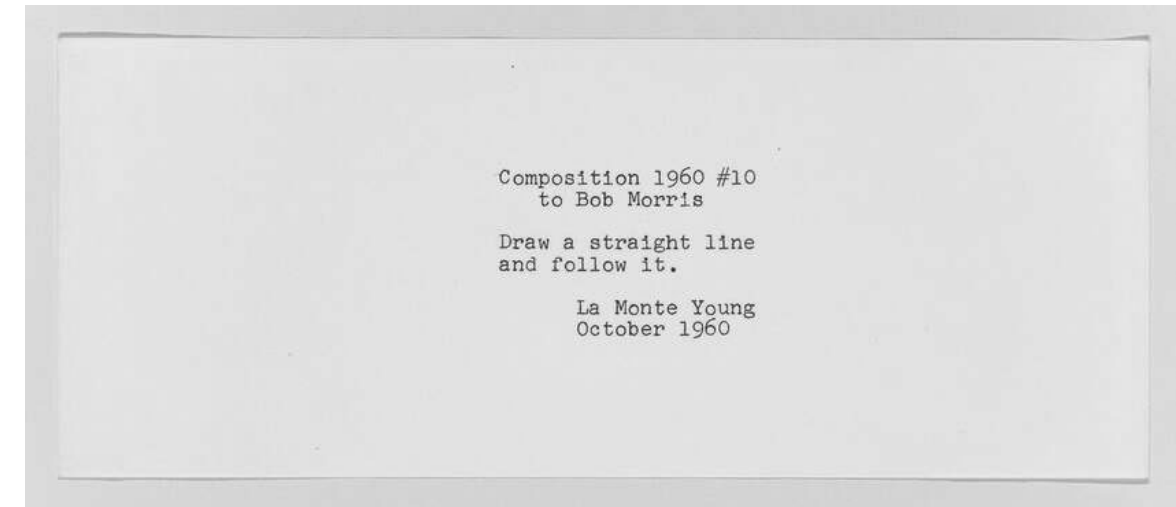 Composition 1960 #10
to Bob Morris
Draw a straight line
and follow it.
La Monte Young
October 1960